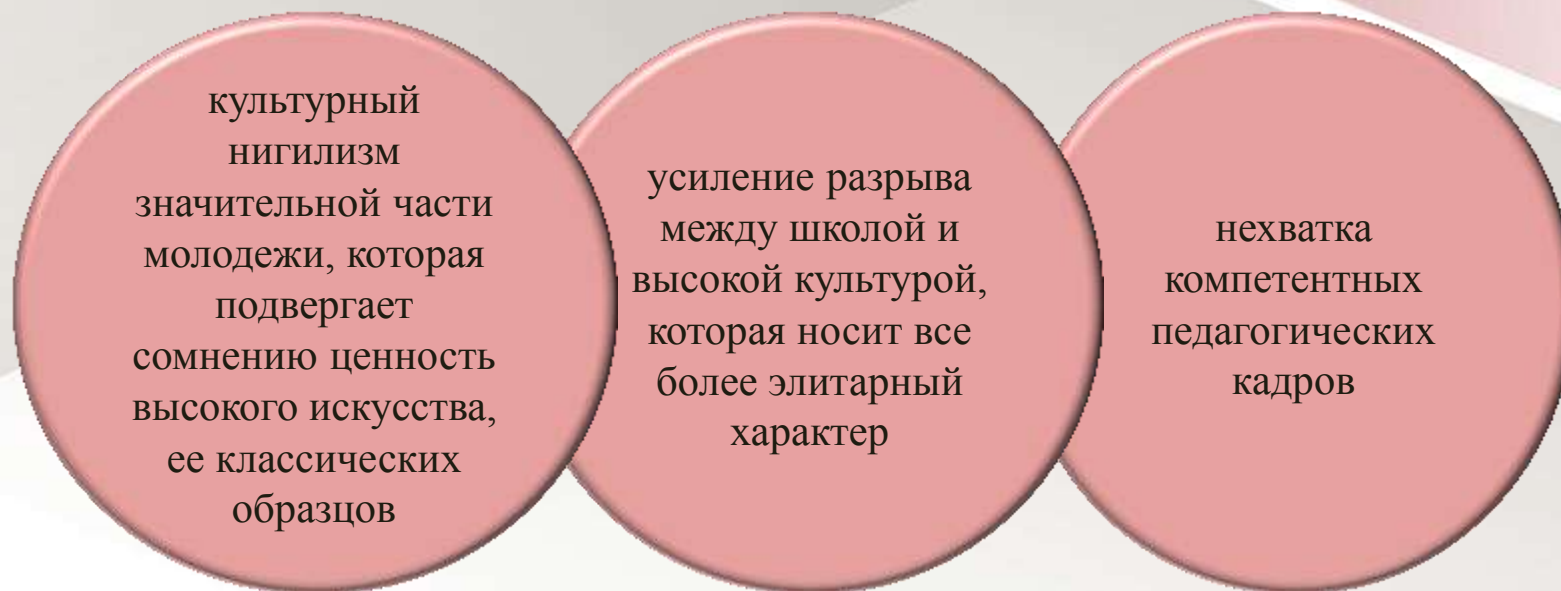 культурный
нигилизм
значительной части
молодежи, которая
подвергает
сомнению ценность
высокого искусства,
ее классических
образцов
усиление разрыва
между школой и
высокой культурой,
которая носит все
более элитарный
характер
нехватка
компетентных
педагогических
кадров